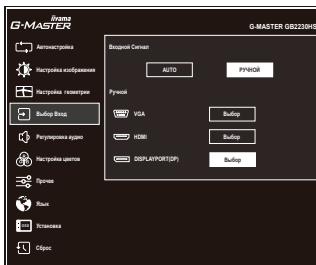 iiyama
G-MASTER
G-MASTER GB2230HS
Автонастройка
Входной Сигнал
AUTO
РУЧНОЙ
Настройка изображения
Настройка геометрии
Ручной
Выбор Вход
VGA
Выбор
Регулировка аудио
HDMI
Выбор
Настройка цветов
DISPLAYPORT(DP)
Выбор
Прочее
Язык
Установка
Сброс